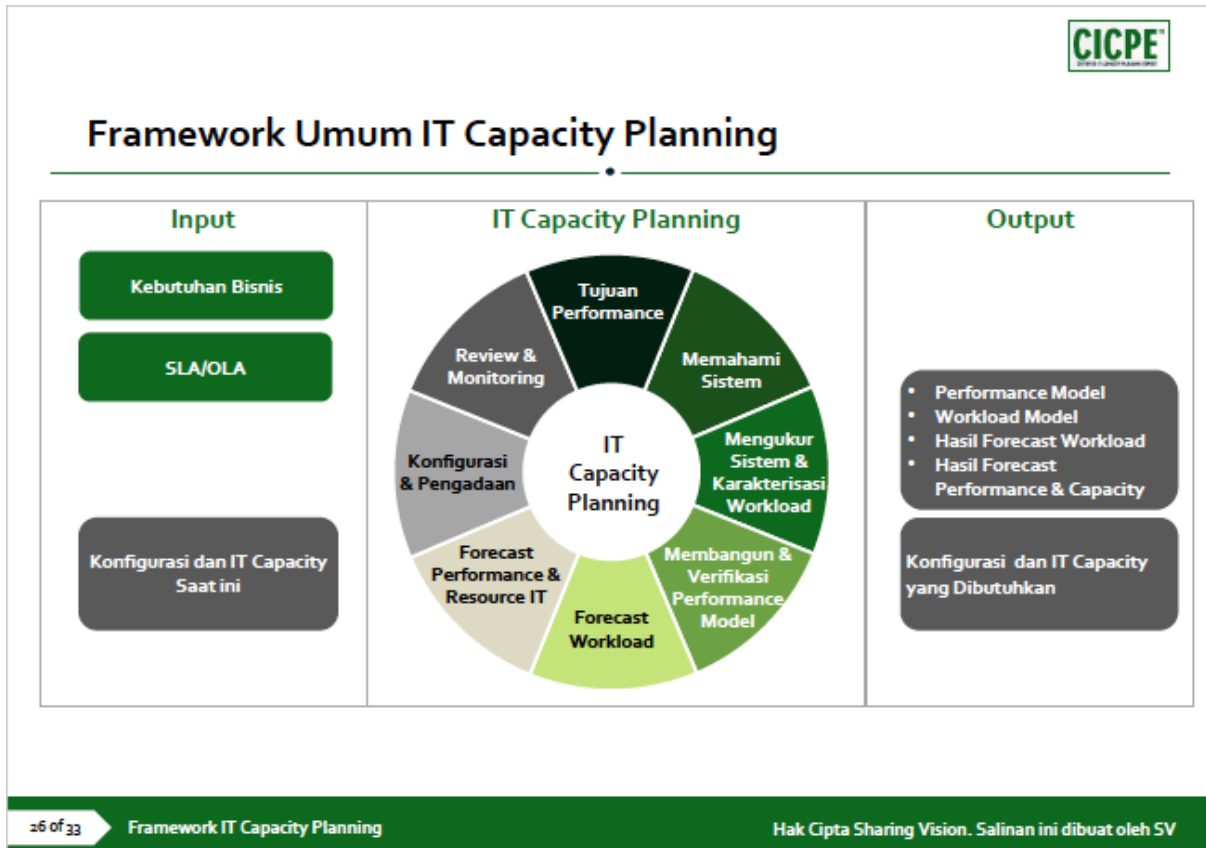 CICPE
Framework Umum IT Capacity Planning
Input
Kebutuhan Bisnis
SLA/OLA
Konfigurasi dan IT Capacity
Saat ini
IT Capacity Planning
Tujuan
Performance
Memahami
Sistem
Mengukur
Sistem &
Karakterisasi
Workload
Membangun &
Verifikasi
Performance
Model
Forecast
Workload
Forecast
Performance &
Resource IT
Konfigurasi
& Pengadaan
Review &
Monitoring
IT
Capacity
Planning
Output
• Performance Model
• Workload Model
• Hasil Forecast Workload
• Hasil Forecast
Performance & Capacity
Konfigurasi dan IT Capacity
yang Dibutuhkan
26 of 33
Framework IT Capacity Planning
Hak Cipta Sharing Vision. Salinan ini dibuat oleh SV